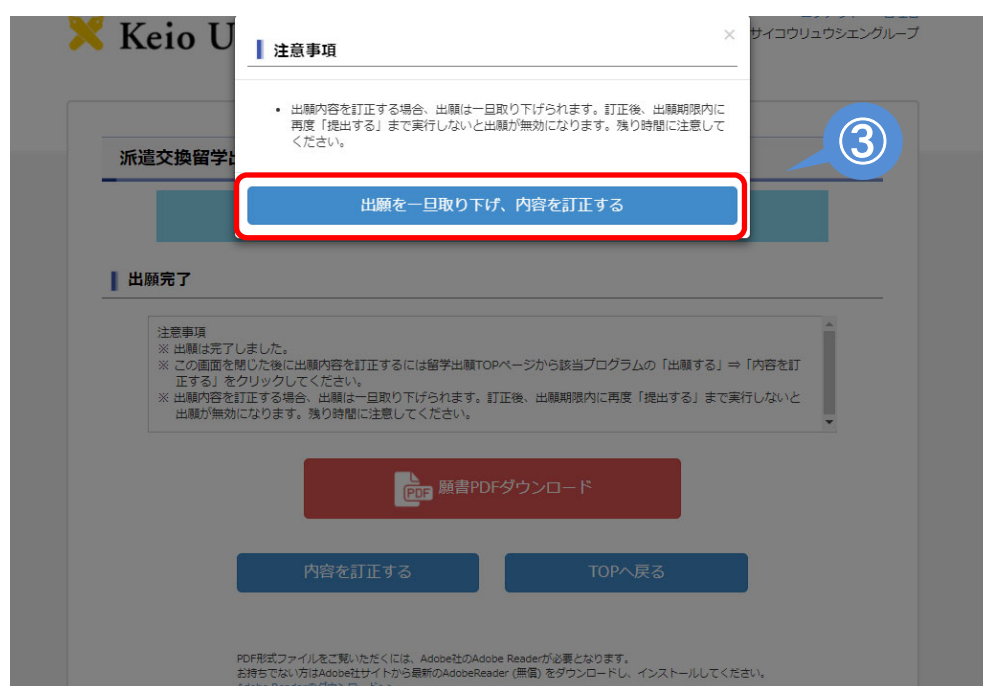 Keio U
サイコウリュウシエングループ
注意事項
×
• 出願内容を訂正する場合、出願は一旦取り下げられます。訂正後、出願期限内に
再度「提出する」まで実行しないと出願が無効になります。残り時間に注意して
ください。
③
派遣交換留学
出願を一旦取り下げ、内容を訂正する
出願完了
注意事項
※ 出願は完了しました。
※ この画面を閉じた後に出願内容を訂正するには留学出願TOPページから該当プログラムの「出願する」⇒「内容を訂
正する」をクリックしてください。
※ 出願内容を訂正する場合、出願は一旦取り下げられます。訂正後、出願期限内に再度「提出する」まで実行しないと
出願が無効になります。残り時間に注意してください。
PDF 願書PDFダウンロード
内容を訂正する
TOPへ戻る
PDF形式ファイルをご覧いただくには、Adobe社のAdobe Readerが必要となります。
お持ちでない方はAdobe社サイトから最新のAdobeReader (無償) をダウンロードし、インストールしてください。